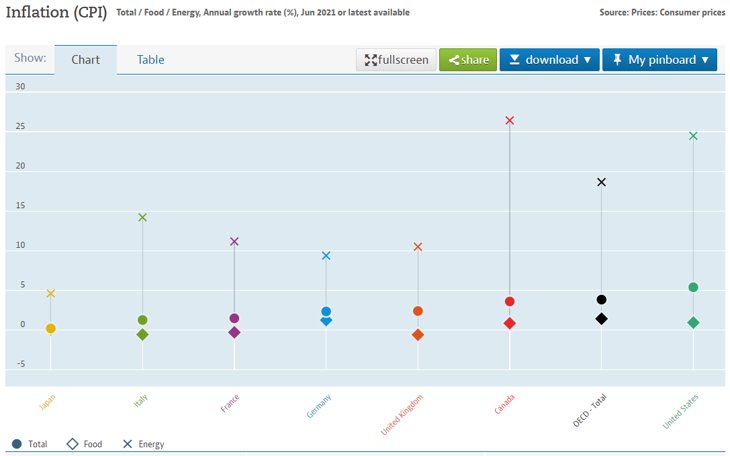 Inflation (CPI) Total / Food / Energy, Annual growth rate (%), Jun 2021 or latest available Source: Prices: Consumer prices
Show: Chart Table fullscreen share download ▼ My pinboard ▼
30
25
20
15
10
5
0
-5
Japan Italy France Germany United Kingdom Canada OECD - Total United States
Total Food Energy